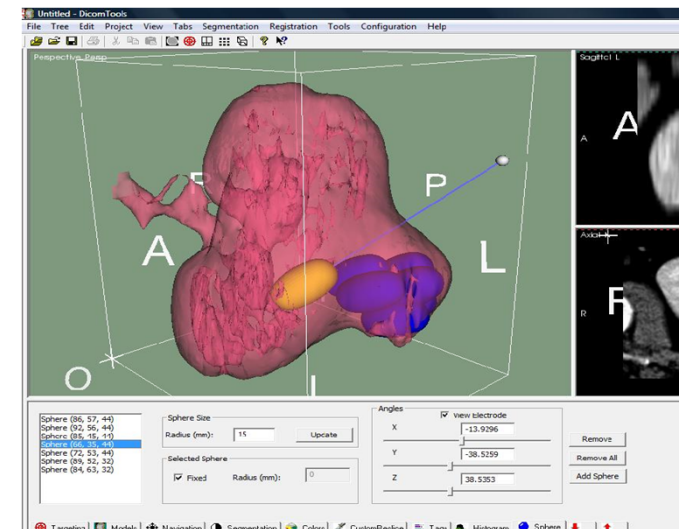 Untitled - DicomTools
File Tree Edit Project View Tabs Segmentation Registration Tools Configuration Help
Perspective Persp
Sagittal L
A
A
P
A
L
Axial
F
R
O
Sphere (86, 57, 44)
Sphere (92, 56, 44)
Sphere (85, 45, 44)
Sphere (66, 35, 44)
Sphere (72, 53, 44)
Sphere (89, 52, 32)
Sphere (84, 63, 32)
Sphere Size
Radius (mm): 15 Update
Selected Sphere
Fixed Radius (mm): 0
Angles
View Electrode
X -13.9296
Y -38.5259
Z 38.5353
Remove
Remove All
Add Sphere
Targeting Models Navigation Segmentation Colors CustomReslice Tags Histogram Sphere